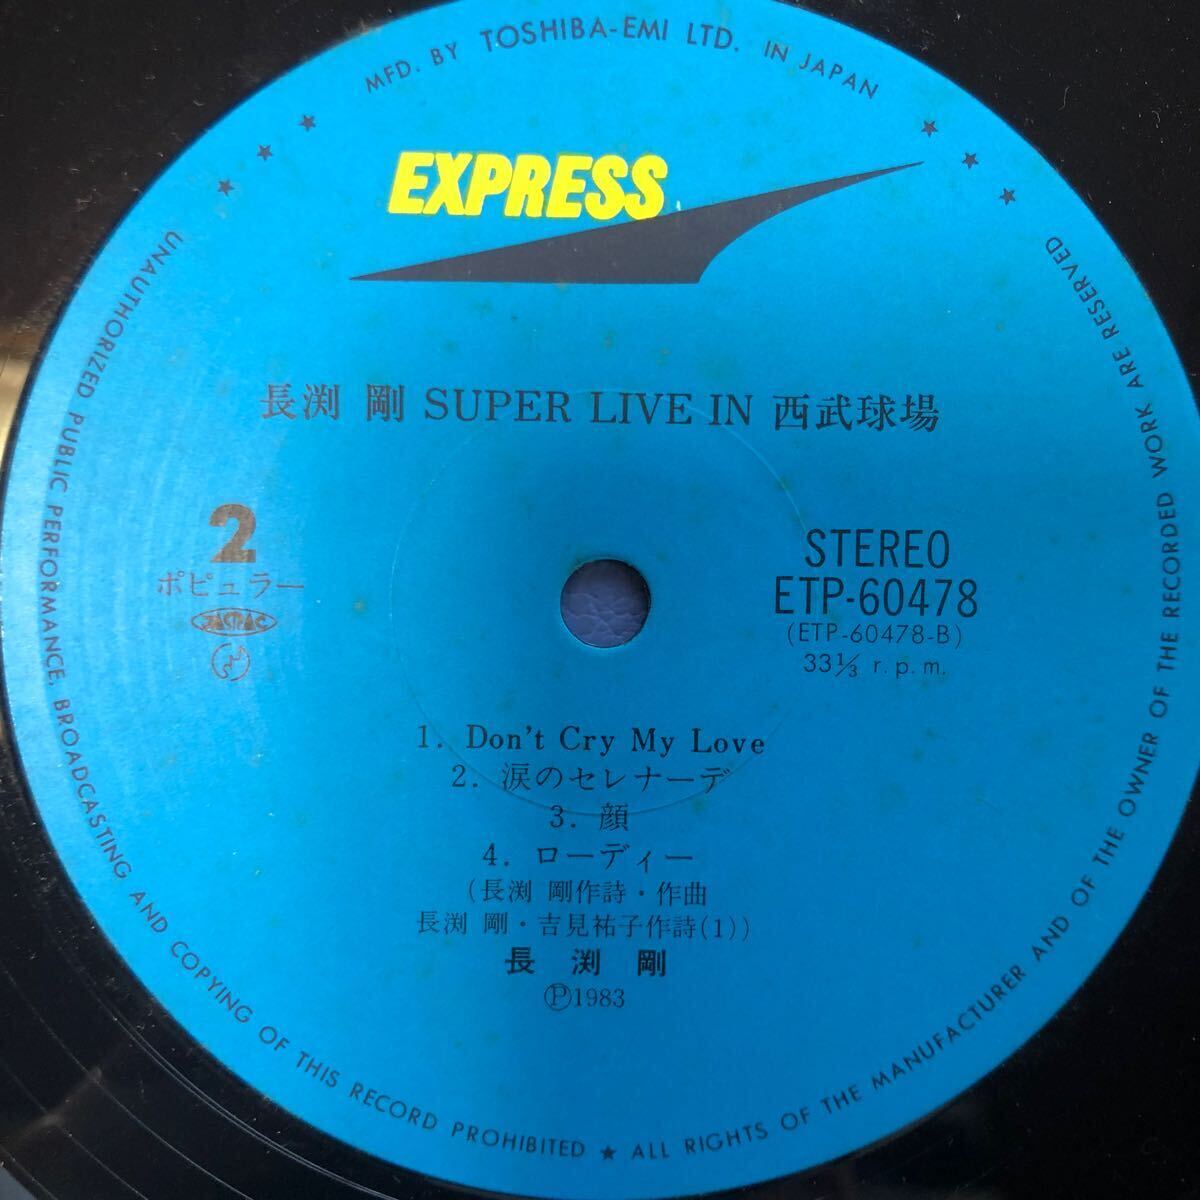 MFD. BY TOSHIBA-EMI LTD. IN JAPAN
EXPRESS
長渕 剛 SUPER LIVE IN 西武球場
2
ポピュラー
STEREO
ETP-60478
(ETP-60478-B)
33⅓ r.p.m.
1. Don't Cry My Love
2. 涙のセレナーデ
3. 顔
4. ローディー
(長渕 剛作詩・作曲
長渕 剛・吉見祐子作詩(1))
長渕剛
Ⓟ1983
UNAUTHORIZED PUBLIC PERFORMANCE, BROADCASTING AND COPYING OF THIS RECORD PROHIBITED ★ ALL RIGHTS OF THE MANUFACTURER AND OF THE OWNER OF THE RECORDED WORK ARE RESERVED